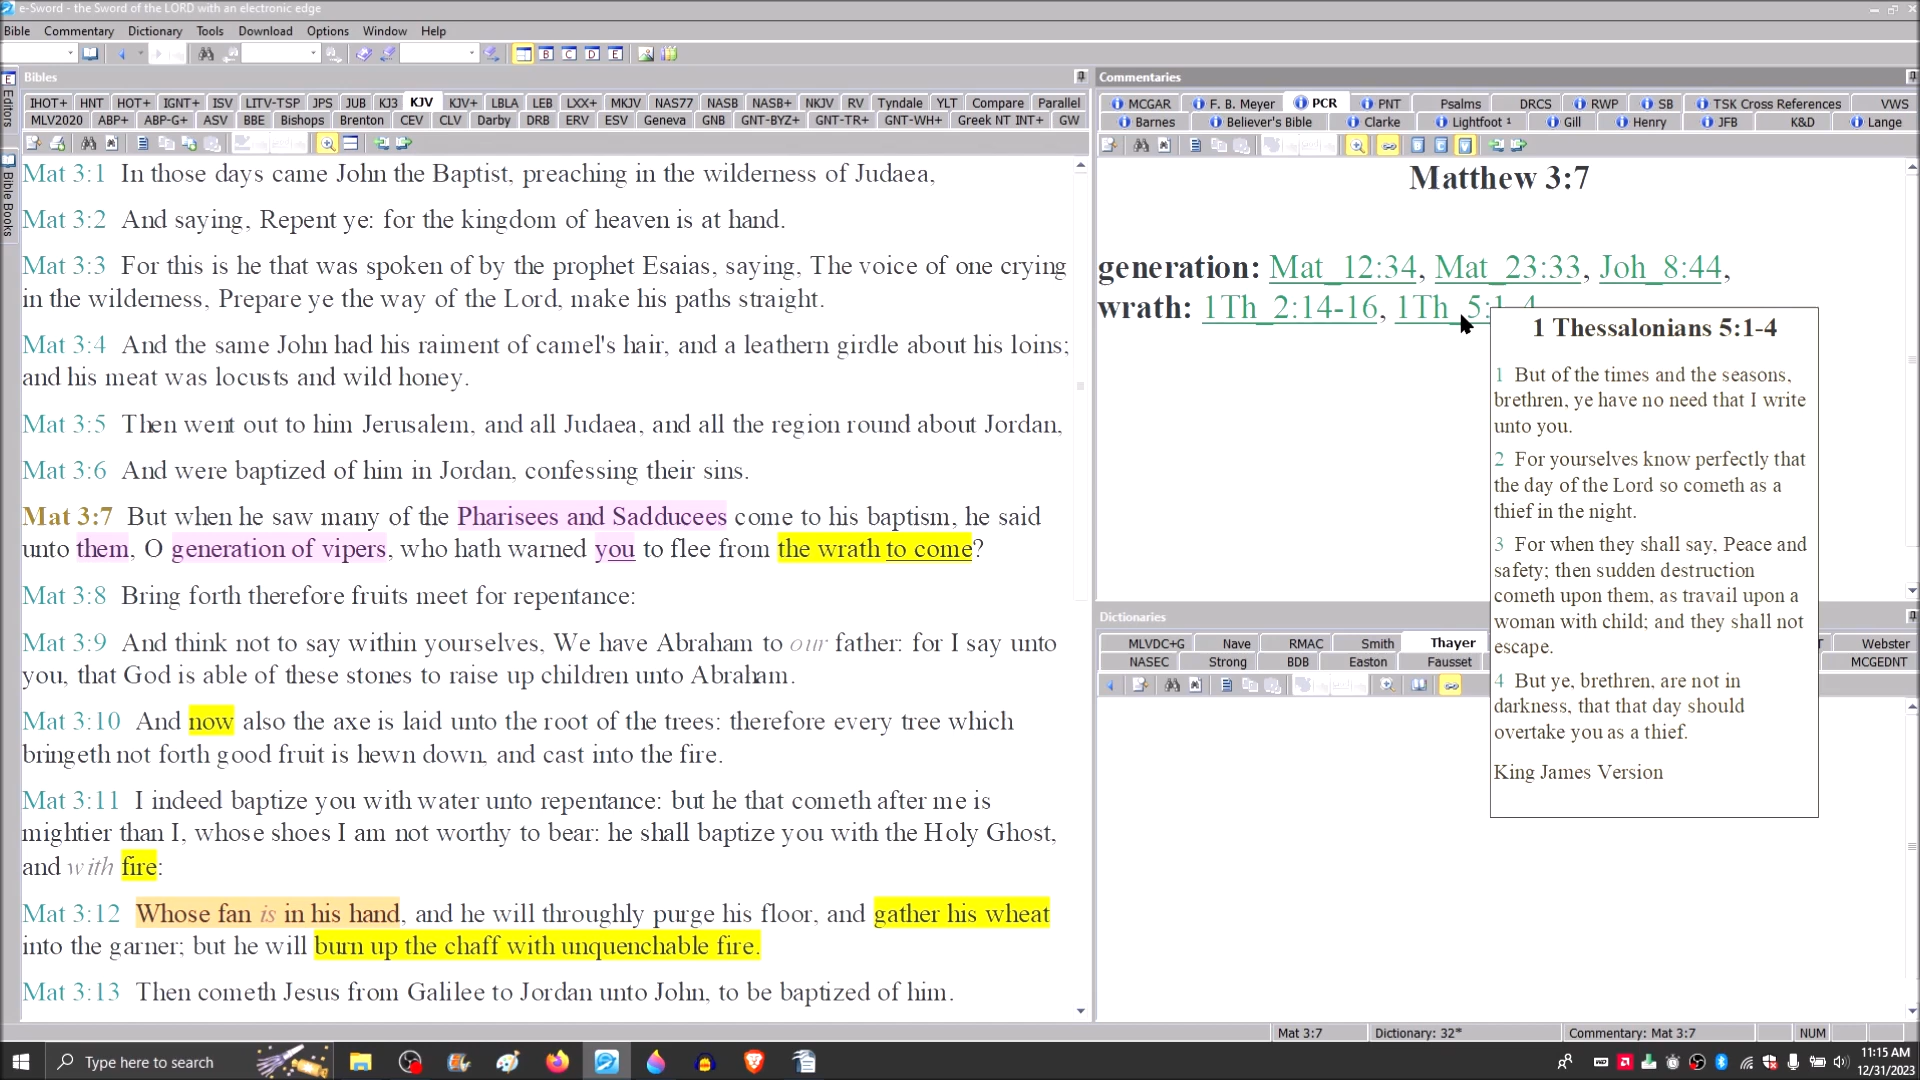 e-Sword - the Sword of the LORD with an electronic edge
Bible Commentary Dictionary Tools Download Options Window Help
B C D E
Bibles
IHOT+ HNT HOT+ IGNT+ ISV LITV-TSP JPS JUB KJ3 KJV KJV+ LBLA LEB LXX+ MKJV NAS77 NASB NASB+ NKJV RV Tyndale YLT Compare Parallel
MLV2020 ABP+ ABP-G+ ASV BBE Bishops Brenton CEV CLV Darby DRB ERV ESV Geneva GNB GNT-BYZ+ GNT-TR+ GNT-WH+ Greek NT INT+ GW
Editors
Bible Books
Mat 3:1 In those days came John the Baptist, preaching in the wilderness of Judaea,
Mat 3:2 And saying, Repent ye: for the kingdom of heaven is at hand.
Mat 3:3 For this is he that was spoken of by the prophet Esaias, saying, The voice of one crying
in the wilderness, Prepare ye the way of the Lord, make his paths straight.
Mat 3:4 And the same John had his raiment of camel's hair, and a leathern girdle about his loins;
and his meat was locusts and wild honey.
Mat 3:5 Then went out to him Jerusalem, and all Judaea, and all the region round about Jordan,
Mat 3:6 And were baptized of him in Jordan, confessing their sins.
Mat 3:7 But when he saw many of the Pharisees and Sadducees come to his baptism, he said
unto them, O generation of vipers, who hath warned you to flee from the wrath to come?
Mat 3:8 Bring forth therefore fruits meet for repentance:
Mat 3:9 And think not to say within yourselves, We have Abraham to our father: for I say unto
you, that God is able of these stones to raise up children unto Abraham.
Mat 3:10 And now also the axe is laid unto the root of the trees: therefore every tree which
bringeth not forth good fruit is hewn down, and cast into the fire.
Mat 3:11 I indeed baptize you with water unto repentance: but he that cometh after me is
mightier than I, whose shoes I am not worthy to bear: he shall baptize you with the Holy Ghost,
and with fire:
Mat 3:12 Whose fan is in his hand, and he will throughly purge his floor, and gather his wheat
into the garner; but he will burn up the chaff with unquenchable fire.
Mat 3:13 Then cometh Jesus from Galilee to Jordan unto John, to be baptized of him.
Commentaries
MCGAR F. B. Meyer PCR PNT Psalms DRCS RWP SB TSK Cross References VWS
Barnes Believer's Bible Clarke Lightfoot ¹ Gill Henry JFB K&D Lange
Matthew 3:7
generation: Mat_12:34, Mat_23:33, Joh_8:44,
wrath: 1Th_2:14-16, 1Th_5:1-4
1 Thessalonians 5:1-4
1 But of the times and the seasons,
brethren, ye have no need that I write
unto you.
2 For yourselves know perfectly that
the day of the Lord so cometh as a
thief in the night.
3 For when they shall say, Peace and
safety; then sudden destruction
cometh upon them, as travail upon a
woman with child; and they shall not
escape.
4 But ye, brethren, are not in
darkness, that that day should
overtake you as a thief.
King James Version
Dictionaries
MLVDC+G Nave RMAC Smith Thayer Webster
NASEC Strong BDB Easton Fausset MCGEDNT
Mat 3:7 Dictionary: 32* Commentary: Mat 3:7 NUM
Type here to search
11:15 AM
12/31/2023